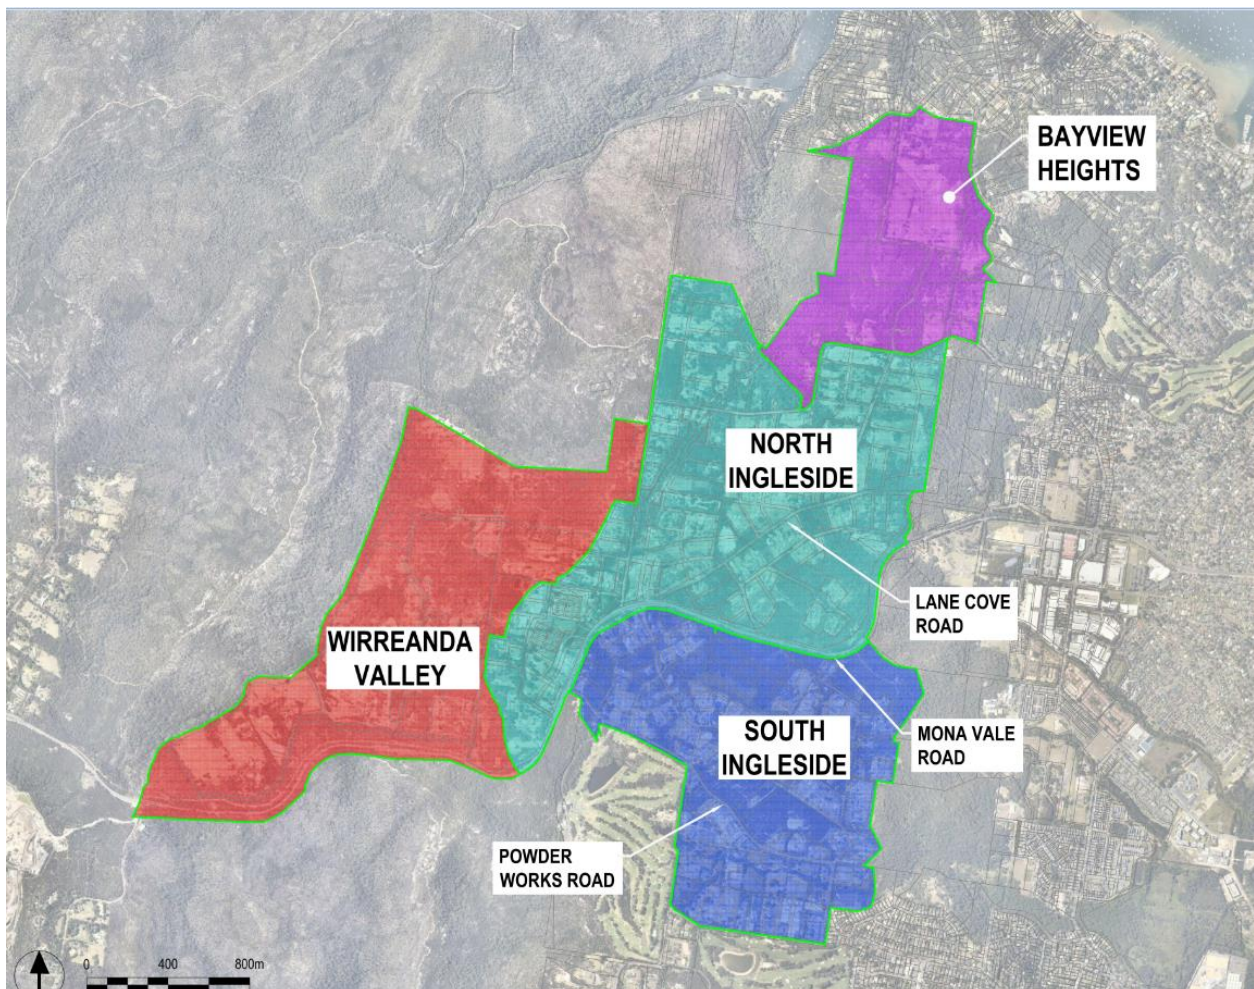 BAYVIEW
HEIGHTS
NORTH
INGLESIDE
LANE COVE
ROAD
WIRREANDA
VALLEY
SOUTH
INGLESIDE
MONA VALE
ROAD
POWDER
WORKS ROAD
0 400 800m